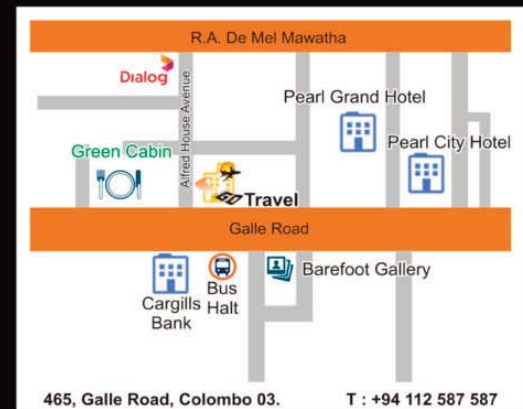 R.A. De Mel Mawatha
Dialog
Alfred House Avenue
Pearl Grand Hotel
Green Cabin
Pearl City Hotel
GO Travel
Galle Road
Cargills
Bank
Bus
Halt
Barefoot Gallery
465, Galle Road, Colombo 03.
T : +94 112 587 587